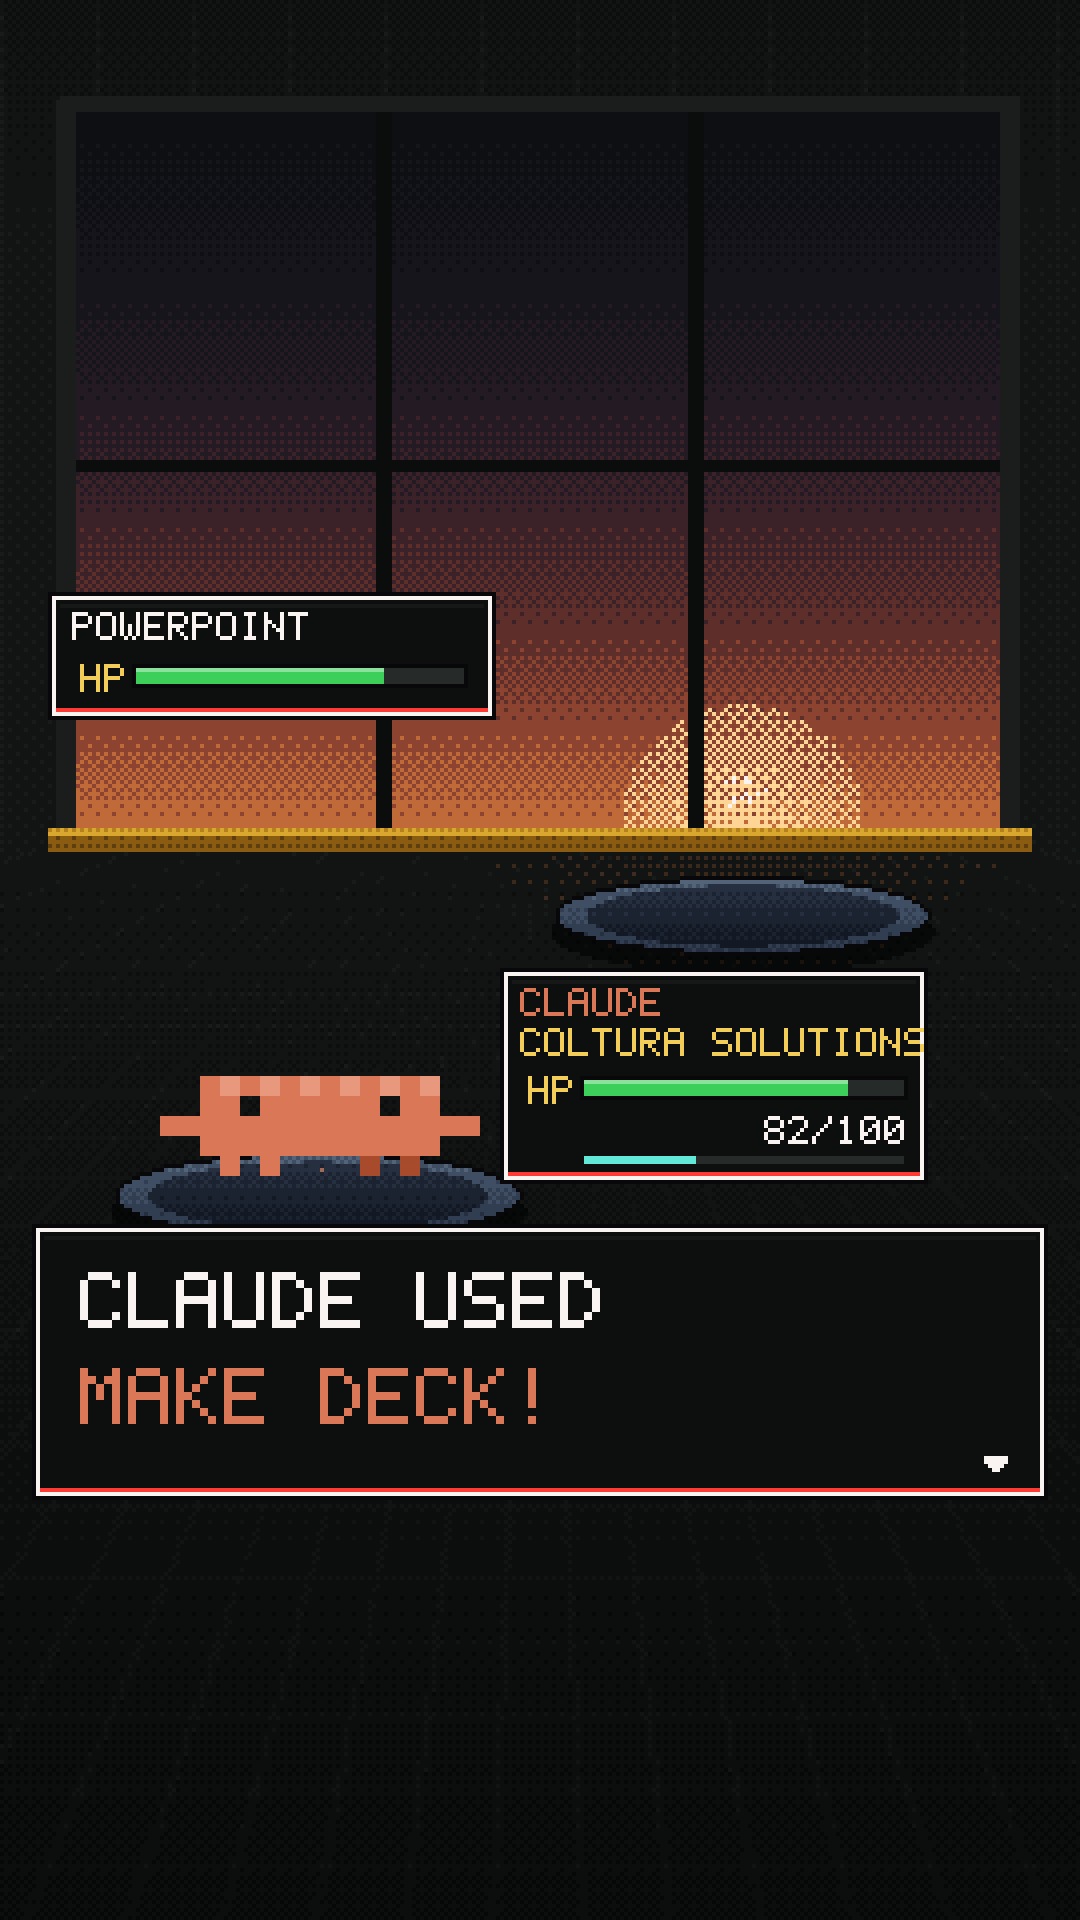 POWERPOINT
HP
CLAUDE
COLTURA SOLUTIONS
HP
82/100
CLAUDE USED
MAKE DECK!